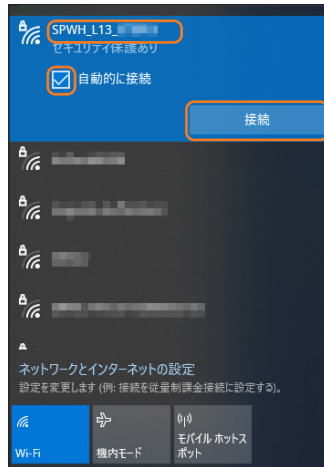 SPWH_L13_
セキュリティ保護あり
自動的に接続
接続
ネットワークとインターネットの設定
設定を変更します (例: 接続を従量制課金接続に設定する)。
Wi-Fi
機内モード
モバイル ホットス
ポット